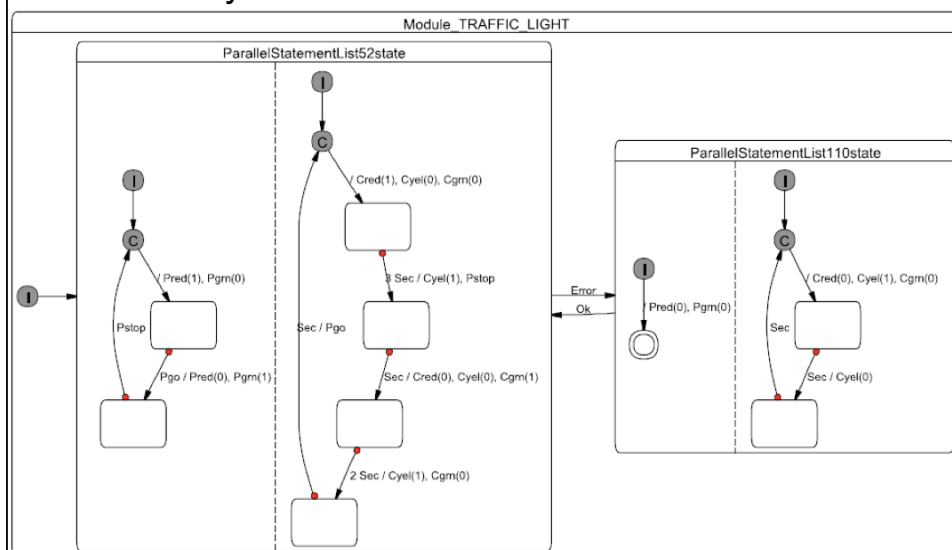 Module_TRAFFIC_LIGHT
ParallelStatementList52state
I
C
/ Pred(1), Pgrn(0)
Pstop
Pgo / Pred(0), Pgrn(1)
I
I
C
/ Cred(1), Cyel(0), Cgrn(0)
3 Sec / Cyel(1), Pstop
Sec / Pgo
Sec / Cred(0), Cyel(0), Cgrn(1)
2 Sec / Cyel(1), Cgrn(0)
Error
Ok
ParallelStatementList110state
I
/ Pred(0), Pgrn(0)
I
C
/ Cred(0), Cyel(1), Cgrn(0)
Sec
Sec / Cyel(0)